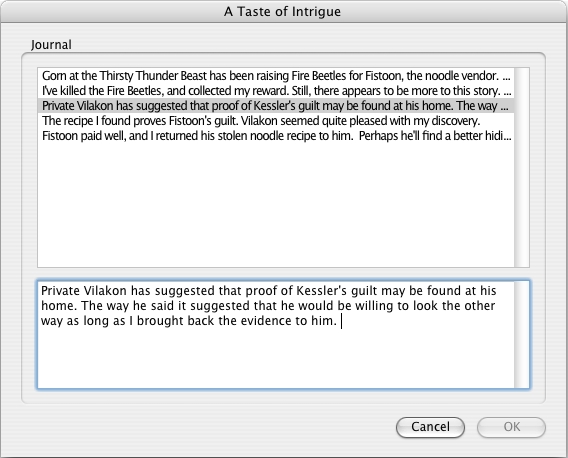 A Taste of Intrigue
Journal
Gorn at the Thirsty Thunder Beast has been raising Fire Beetles for Fistoon, the noodle vendor. ...
I've killed the Fire Beetles, and collected my reward. Still, there appears to be more to this story. ...
Private Vilakon has suggested that proof of Kessler's guilt may be found at his home. The way ...
The recipe I found proves Fistoon's guilt. Vilakon seemed quite pleased with my discovery.
Fistoon paid well, and I returned his stolen noodle recipe to him.  Perhaps he'll find a better hidi...
Private Vilakon has suggested that proof of Kessler's guilt may be found at his
home. The way he said it suggested that he would be willing to look the other
way as long as I brought back the evidence to him.
Cancel
OK